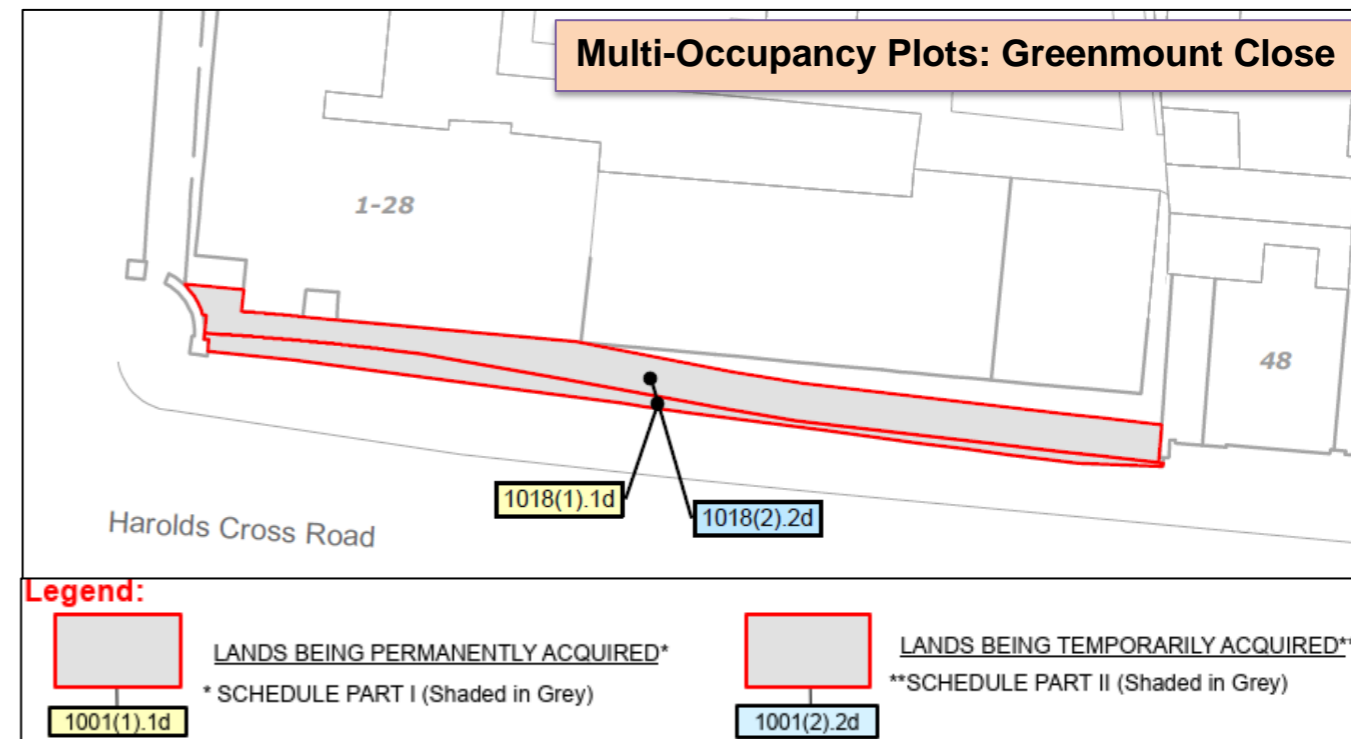 Multi-Occupancy Plots: Greenmount Close
1-28
48
1018(1).1d
1018(2).2d
Harolds Cross Road
Legend:
LANDS BEING PERMANENTLY ACQUIRED*
* SCHEDULE PART I (Shaded in Grey)
1001(1).1d
LANDS BEING TEMPORARILY ACQUIRED**
**SCHEDULE PART II (Shaded in Grey)
1001(2).2d